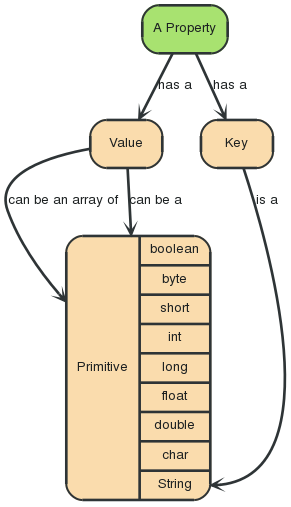 A Property
has a
has a
Value
Key
can be an array of
can be a
is a
Primitive
boolean
byte
short
int
long
float
double
char
String